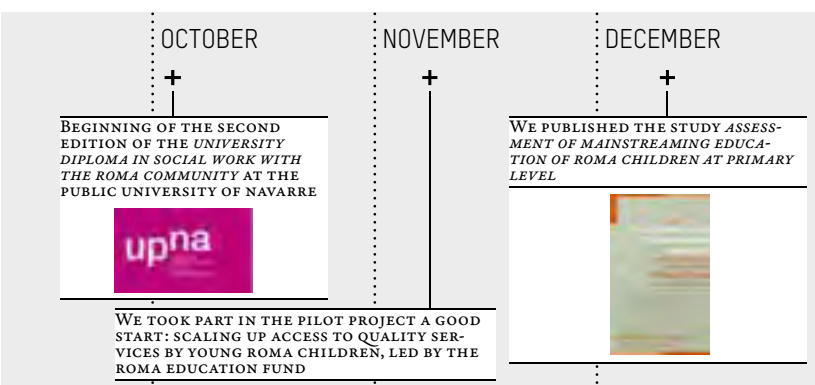 OCTOBER
BEGINNING OF THE SECOND
EDITION OF THE UNIVERSITY
DIPLOMA IN SOCIAL WORK WITH
THE ROMA COMMUNITY AT THE
PUBLIC UNIVERSITY OF NAVARRE
upna
NOVEMBER
WE TOOK PART IN THE PILOT PROJECT A GOOD
START: SCALING UP ACCESS TO QUALITY SER-
VICES BY YOUNG ROMA CHILDREN, LED BY THE
ROMA EDUCATION FUND
DECEMBER
WE PUBLISHED THE STUDY ASSESS-
MENT OF MAINSTREAMING EDUCA-
TION OF ROMA CHILDREN AT PRIMARY
LEVEL